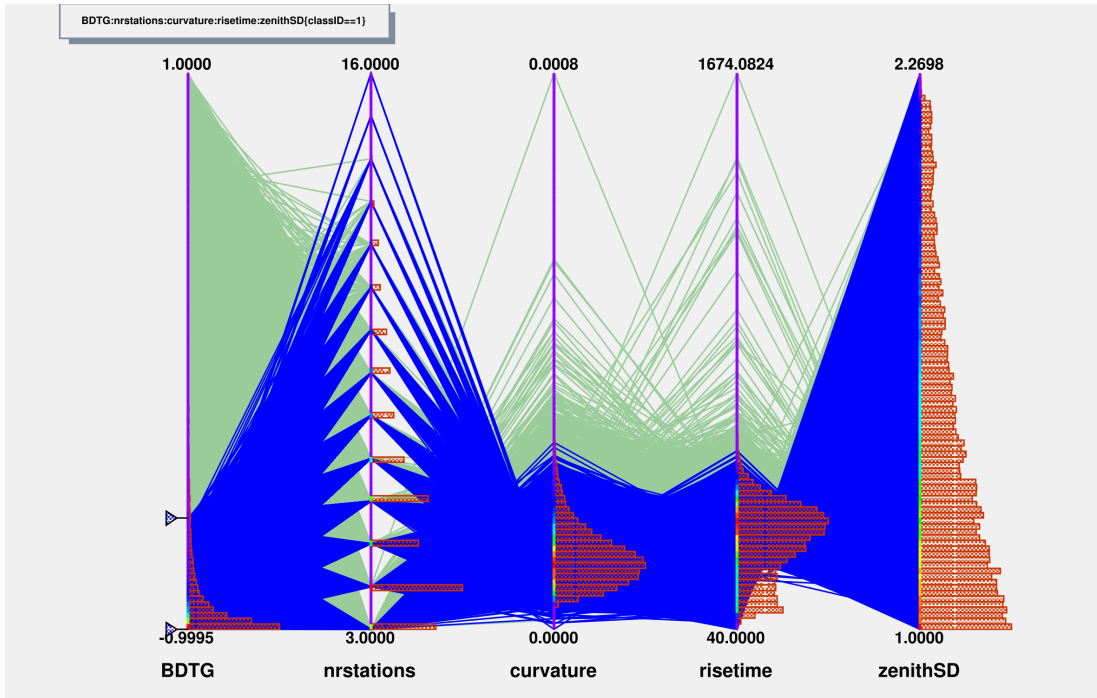 BDTG:nrstations:curvature:risetime:zenithSD{classID==1}
1.0000 16.0000 0.0008 1674.0824 2.2698
-0.9995 3.0000 0.0000 40.0000 1.0000
BDTG nrstations curvature risetime zenithSD